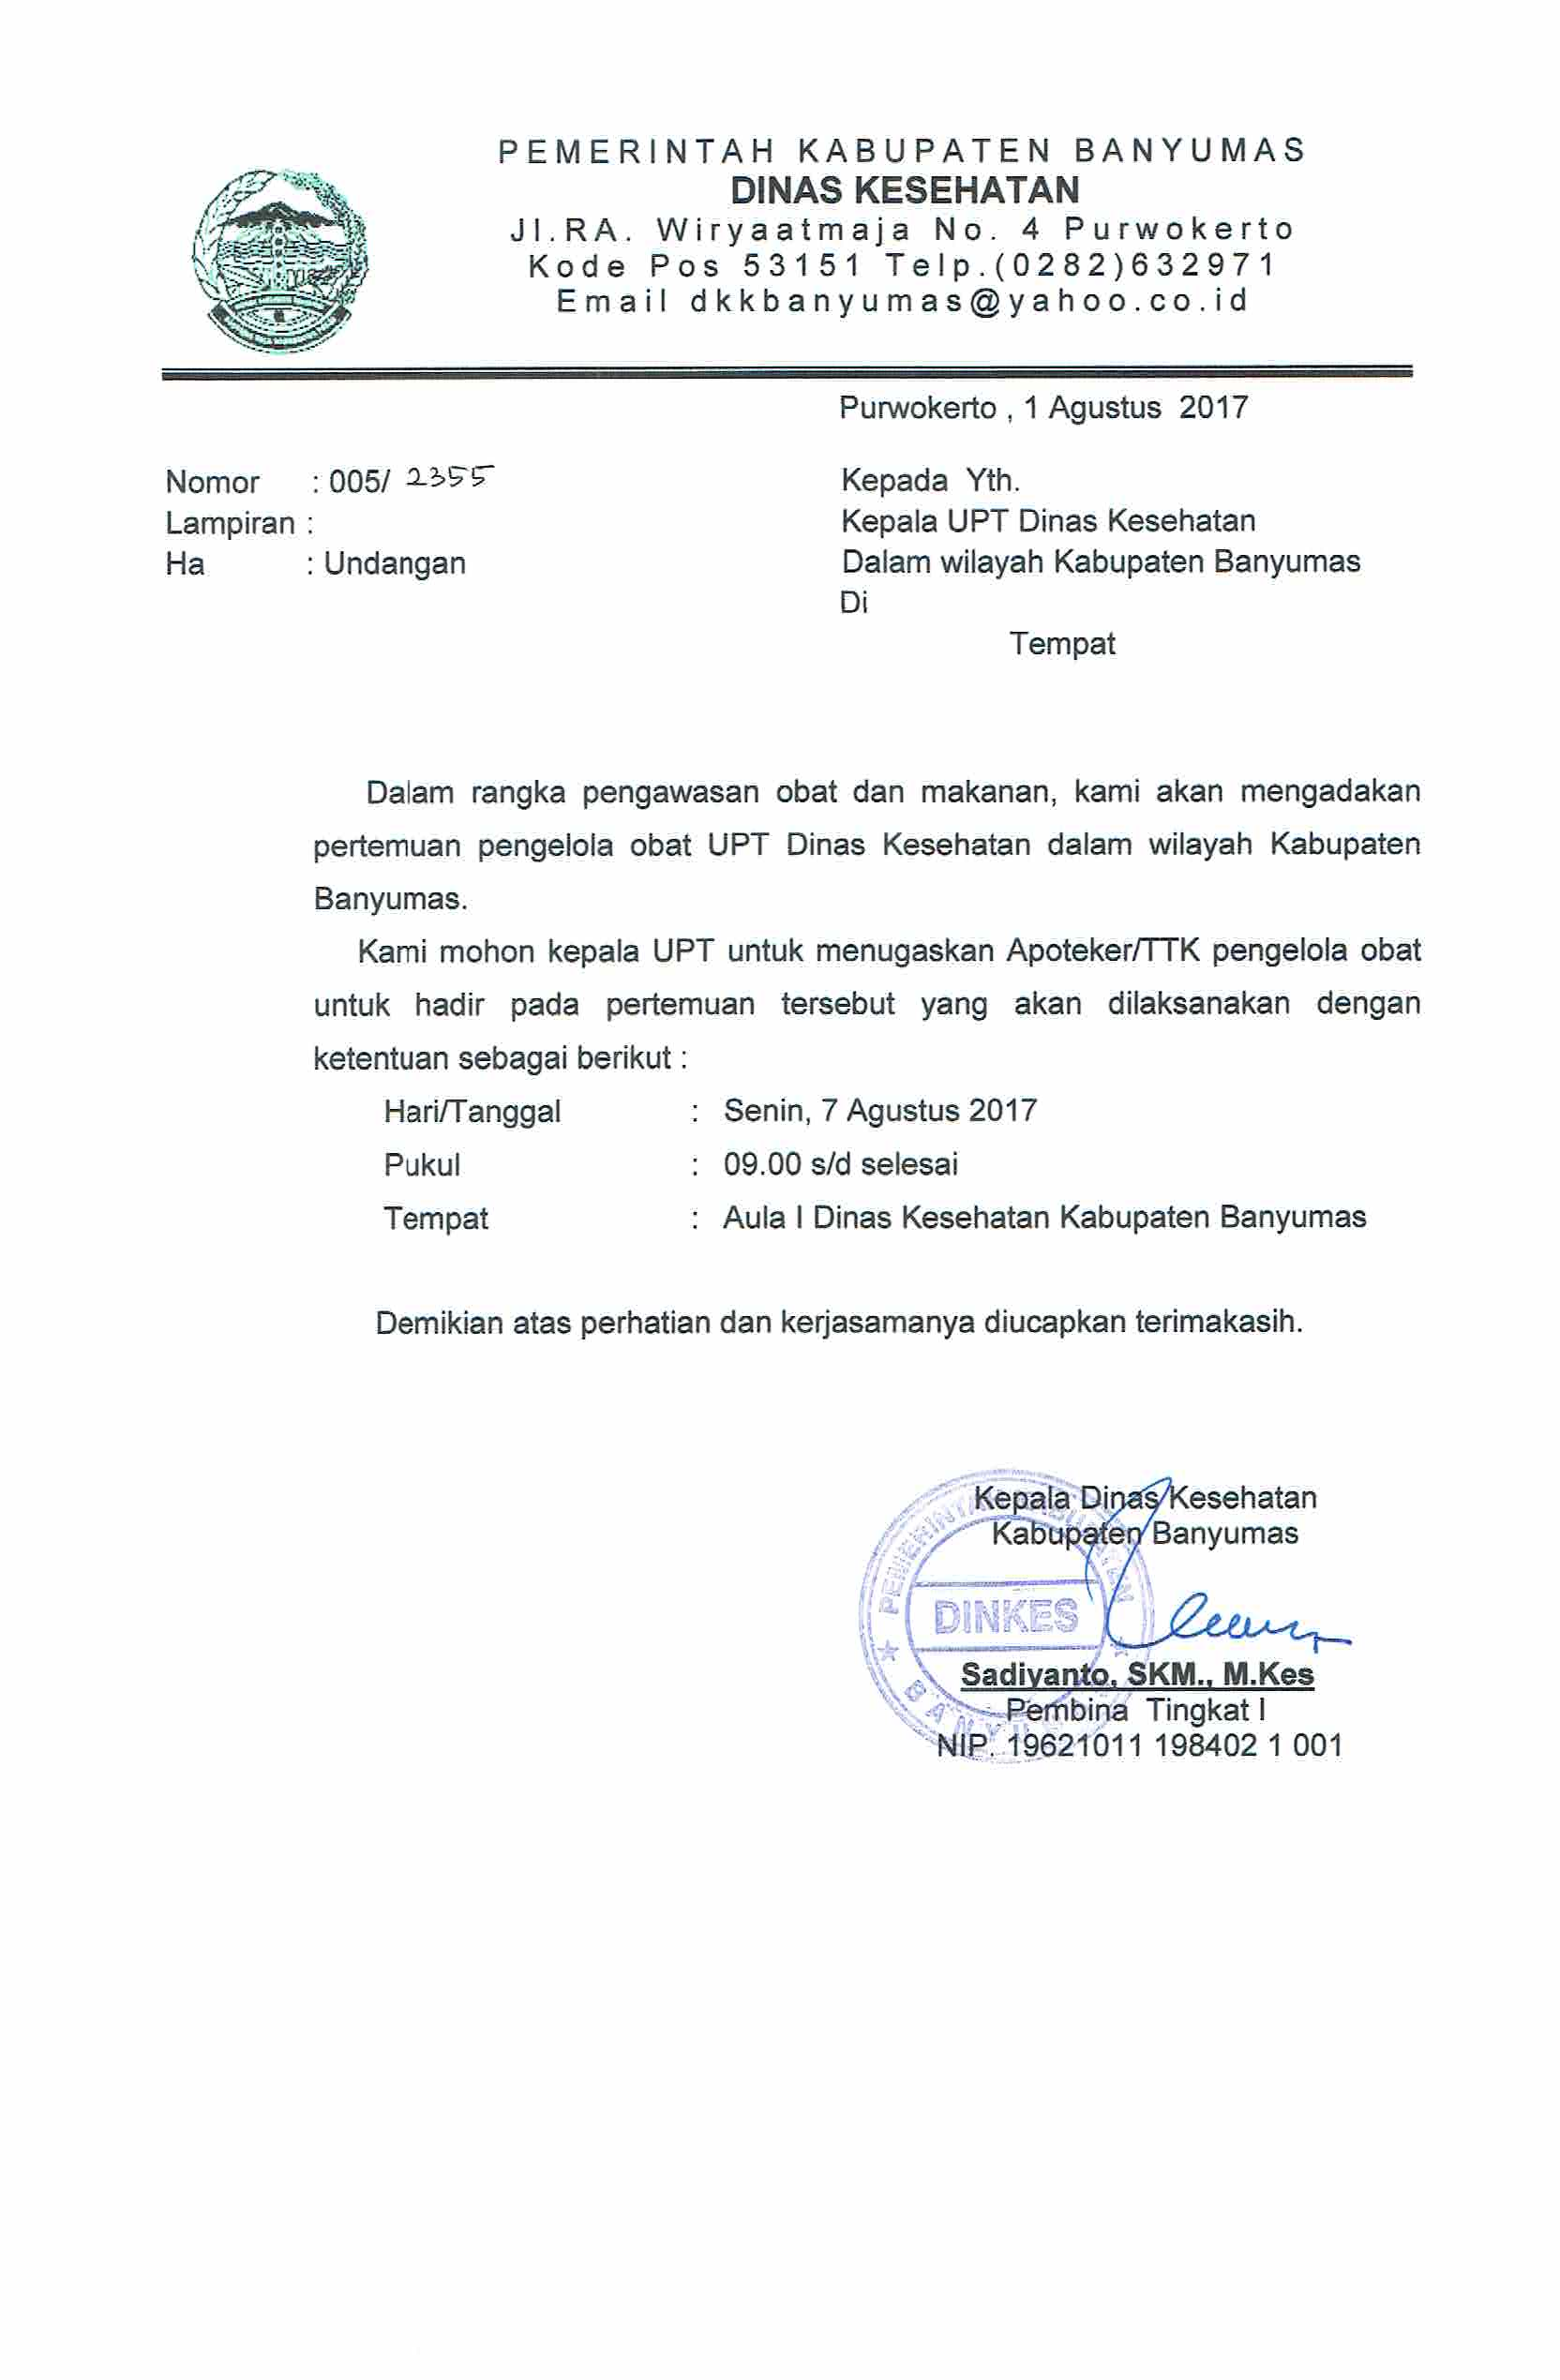 PEMERINTAH KABUPATEN BANYUMAS
DINAS KESEHATAN
Jl.RA. Wiryaatmaja No. 4 Purwokerto
Kode Pos 53151 Telp.(0282)632971
Email dkkbanyumas@yahoo.co.id
Purwokerto , 1 Agustus 2017
Nomor : 005/ 2355
Lampiran :
Ha : Undangan
Kepada Yth.
Kepala UPT Dinas Kesehatan
Dalam wilayah Kabupaten Banyumas
Di
Tempat
Dalam rangka pengawasan obat dan makanan, kami akan mengadakan
pertemuan pengelola obat UPT Dinas Kesehatan dalam wilayah Kabupaten
Banyumas.
Kami mohon kepala UPT untuk menugaskan Apoteker/TTK pengelola obat
untuk hadir pada pertemuan tersebut yang akan dilaksanakan dengan
ketentuan sebagai berikut :
Hari/Tanggal : Senin, 7 Agustus 2017
Pukul : 09.00 s/d selesai
Tempat : Aula I Dinas Kesehatan Kabupaten Banyumas
Demikian atas perhatian dan kerjasamanya diucapkan terimakasih.
Kepala Dinas Kesehatan
Kabupaten Banyumas
PEMERINTAH KABUPATEN
DINKES
Sadiyanto, SKM., M.Kes
Pembina Tingkat I
NIP. 19621011 198402 1 001